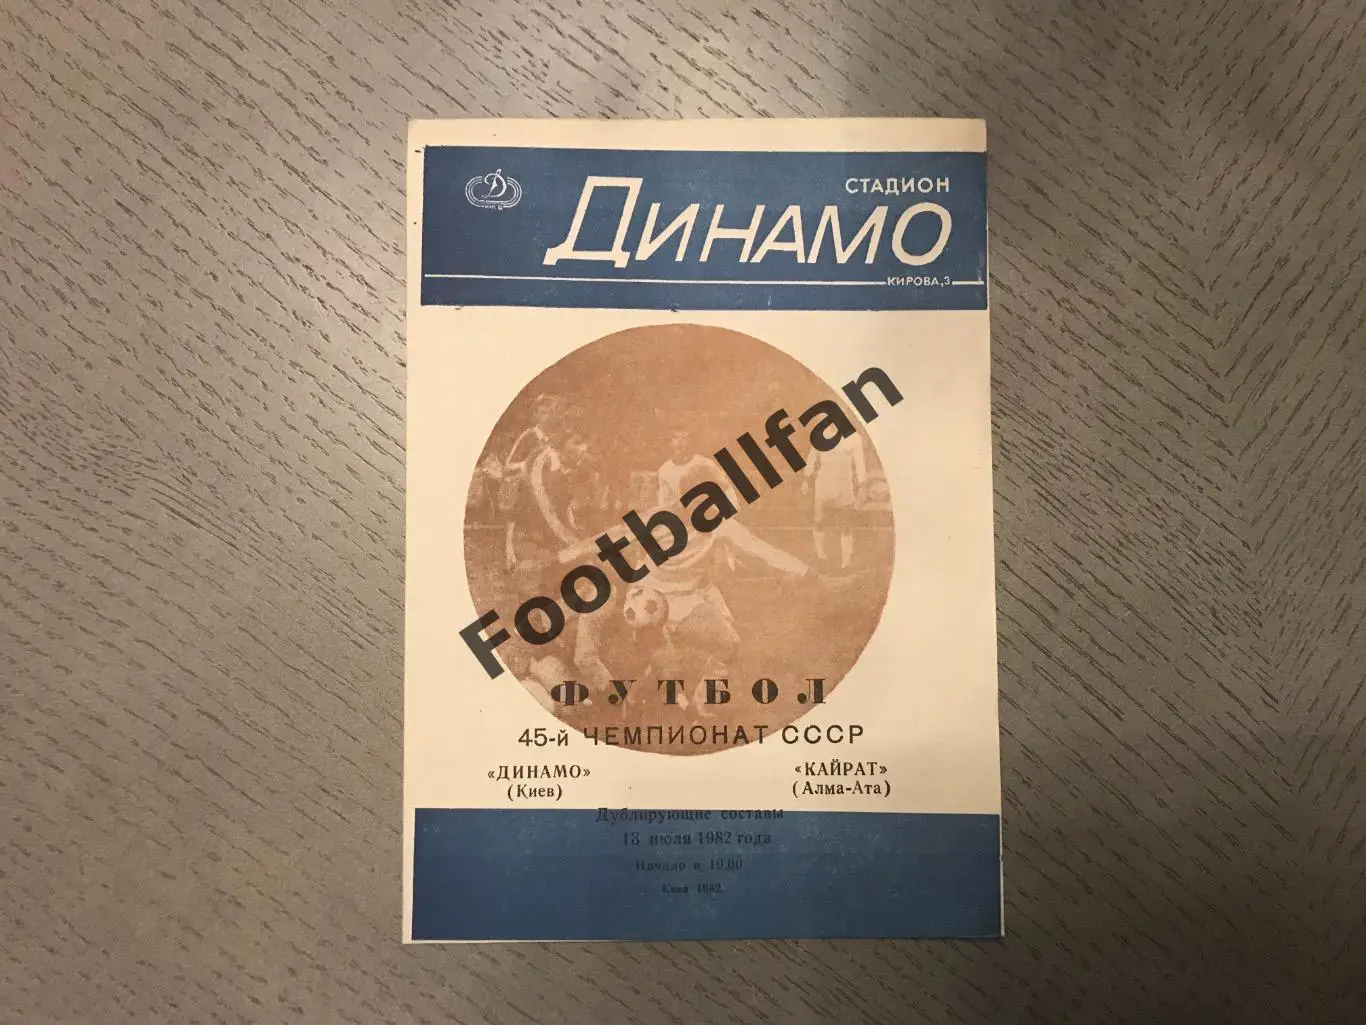 СТАДИОН
ДИНАМО
КИРОВА, 3
Footballfan
ФУТБОЛ
45-й ЧЕМПИОНАТ СССР
«ДИНАМО» «КАЙРАТ»
(Киев) (Алма-Ата)
Дублирующие составы
13 июля 1982 года
Начало в 19.00
Киев 1982